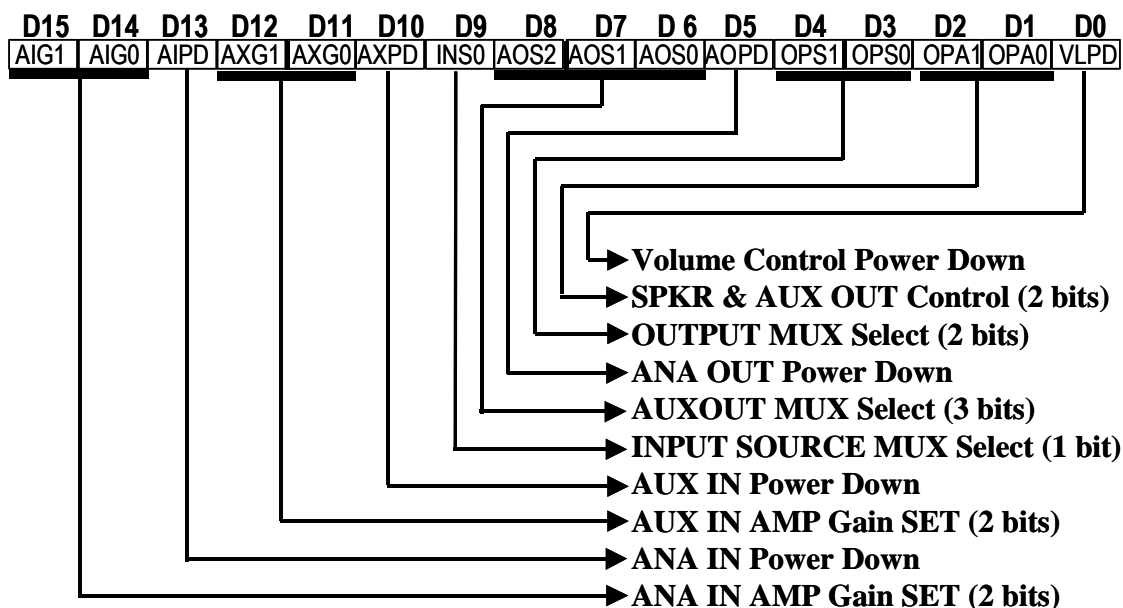 D15 D14 D13 D12 D11 D10 D9 D8 D7 D 6 D5 D4 D3 D2 D1 D0
AIG1 AIG0 AIPD AXG1 AXG0 AXPD INS0 AOS2 AOS1 AOS0 AOPD OPS1 OPS0 OPA1 OPA0 VLPD
Volume Control Power Down
SPKR & AUX OUT Control (2 bits)
OUTPUT MUX Select (2 bits)
ANA OUT Power Down
AUXOUT MUX Select (3 bits)
INPUT SOURCE MUX Select (1 bit)
AUX IN Power Down
AUX IN AMP Gain SET (2 bits)
ANA IN Power Down
ANA IN AMP Gain SET (2 bits)